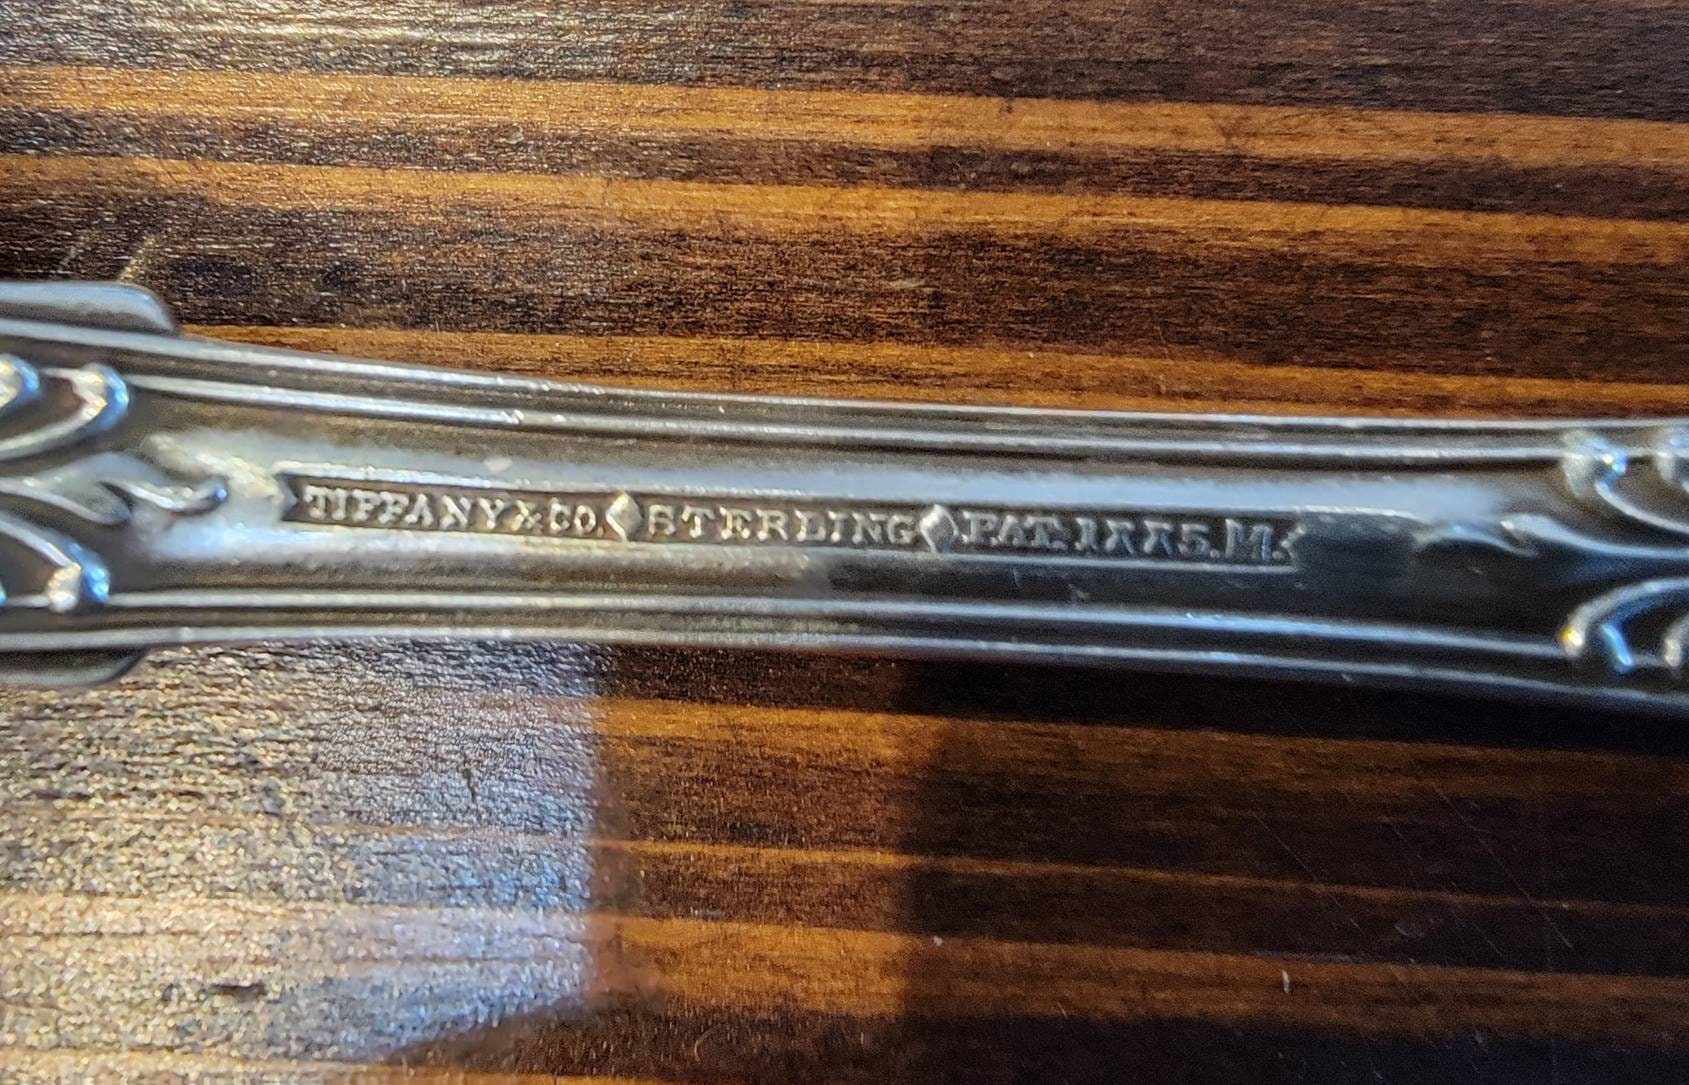 TIFFANY & CO. STERLING PAT. 1885. M.